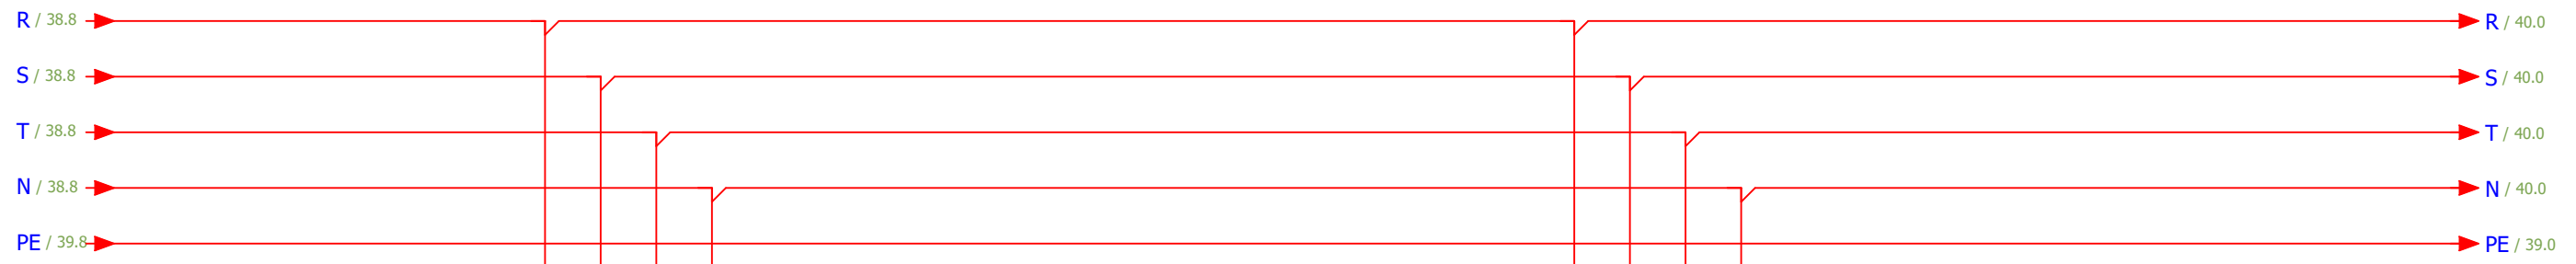 R / 38.8 R / 40.0
S / 38.8 S / 40.0
T / 38.8 T / 40.0
N / 38.8 N / 40.0
PE / 39.8 PE / 39.0